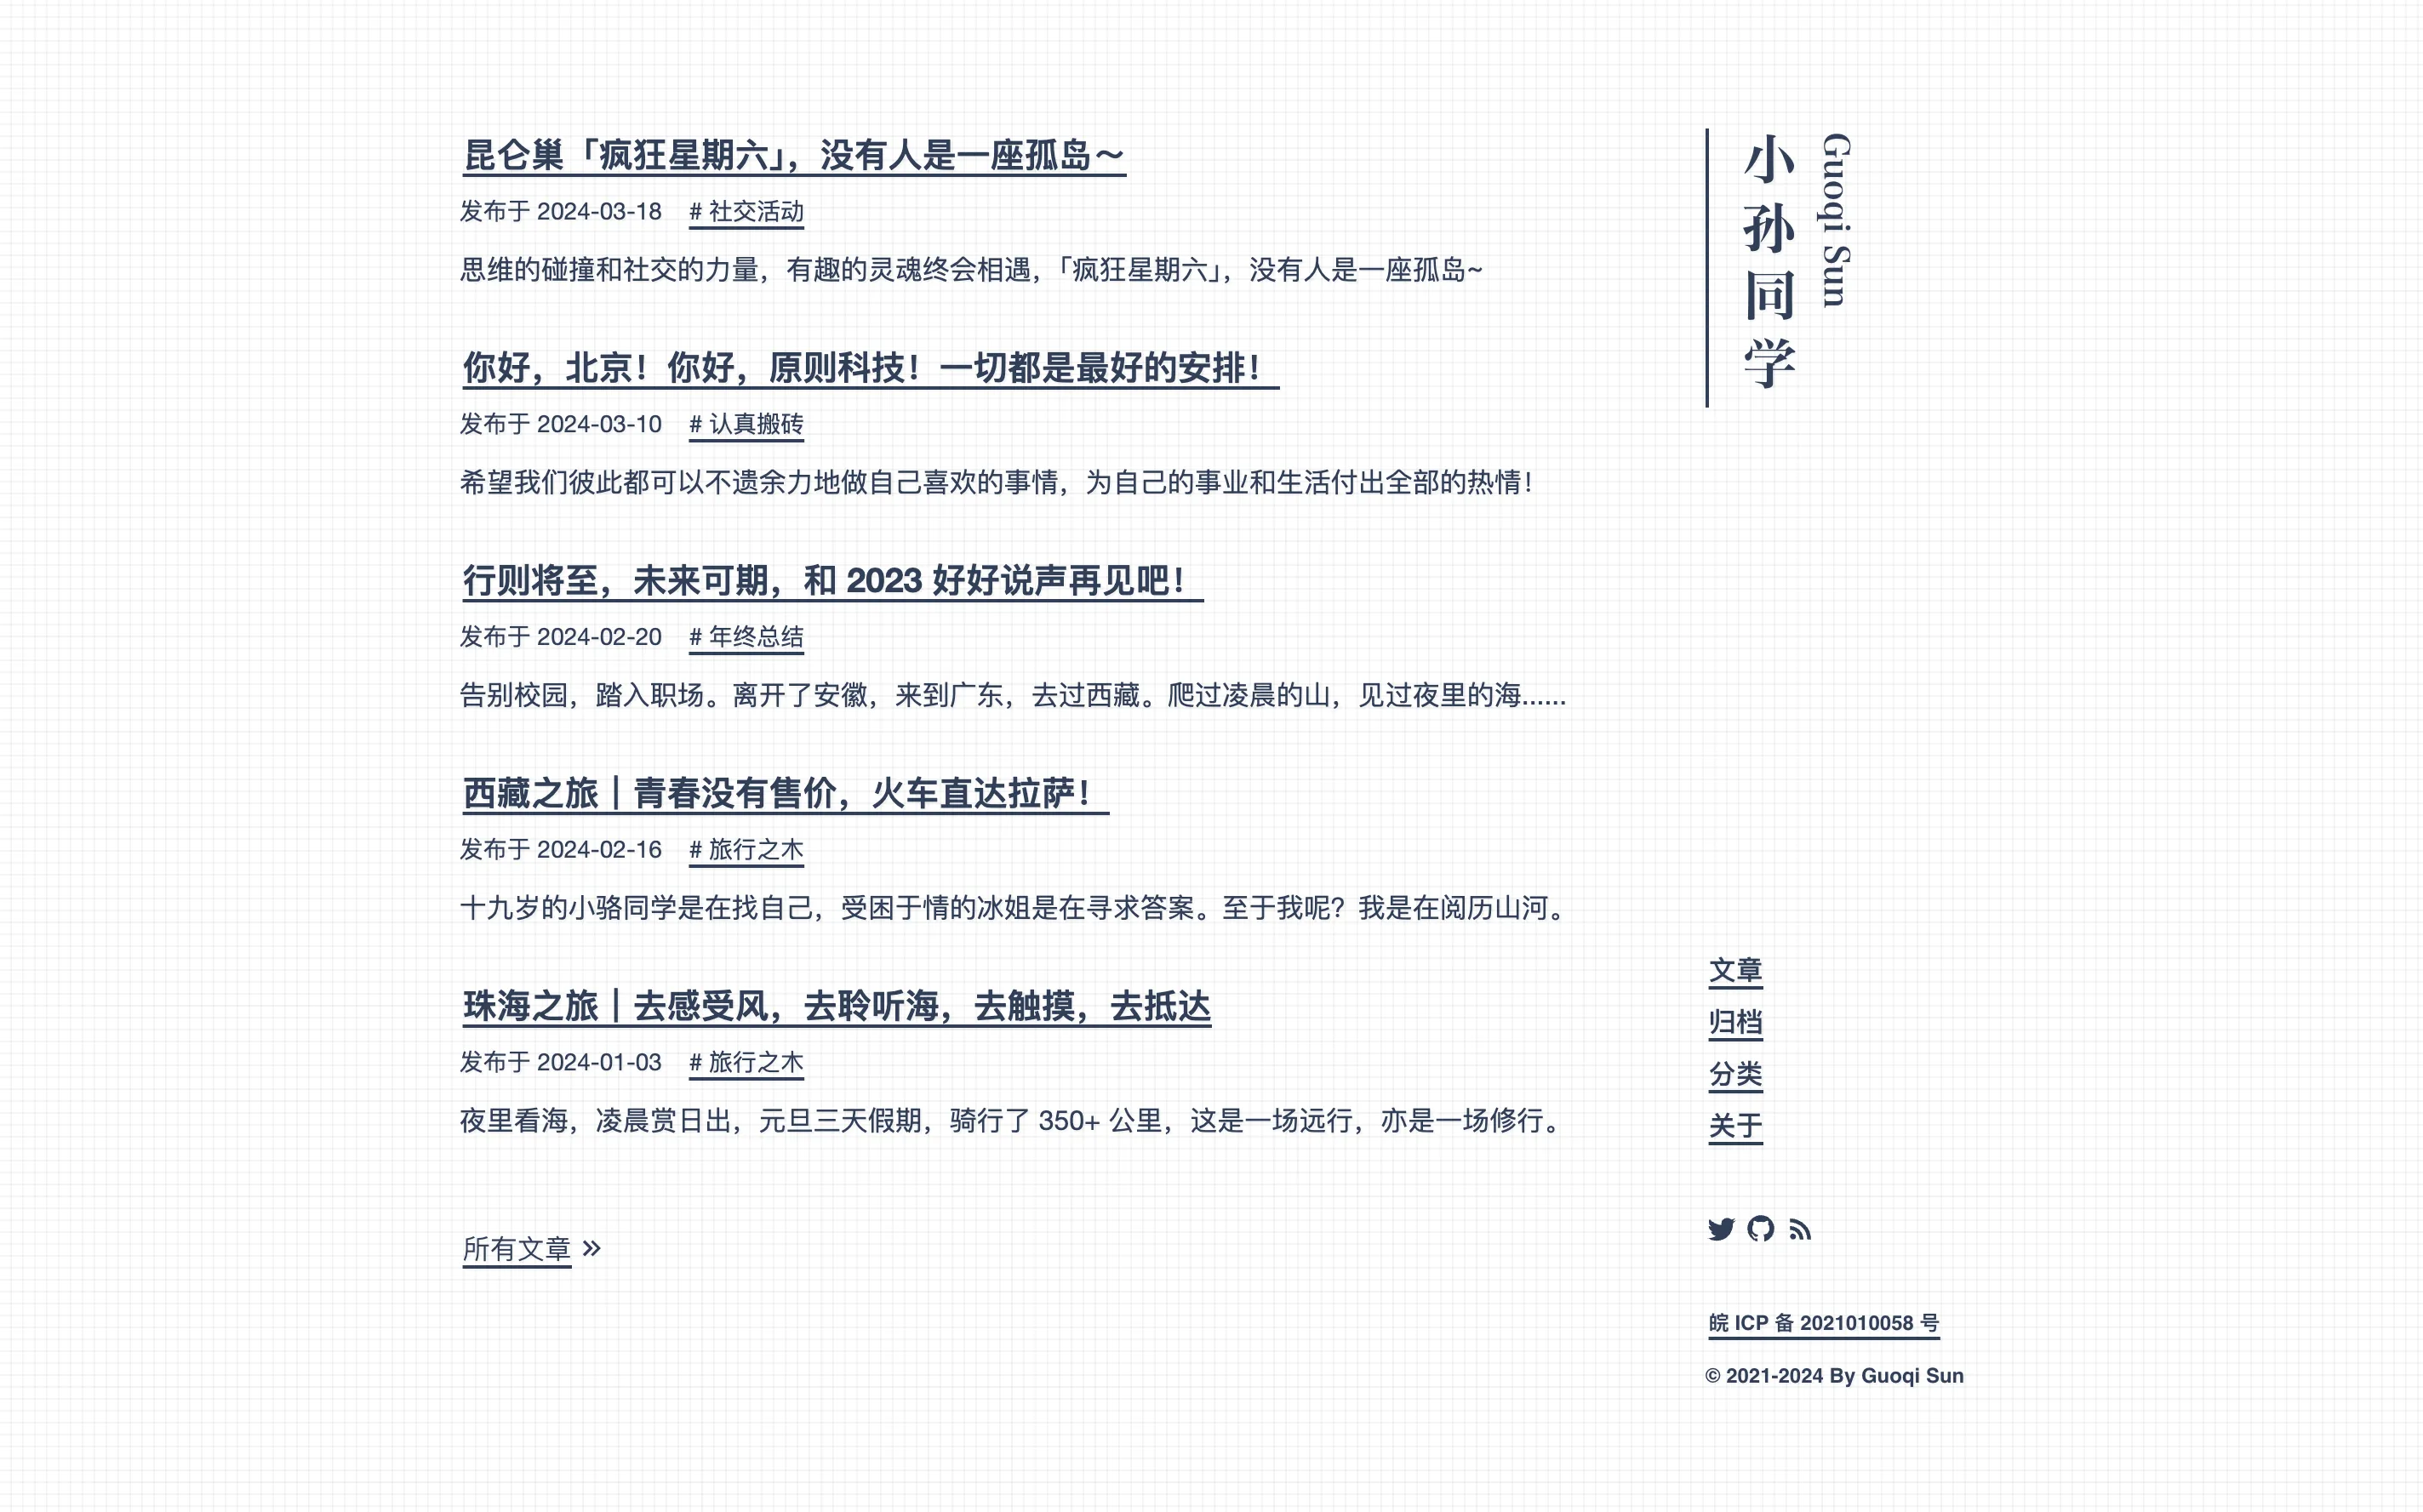 昆仑巢「疯狂星期六」，没有人是一座孤岛～
发布于 2024-03-18 # 社交活动
思维的碰撞和社交的力量，有趣的灵魂终会相遇，「疯狂星期六」，没有人是一座孤岛~
你好，北京！你好，原则科技！一切都是最好的安排！
发布于 2024-03-10 # 认真搬砖
希望我们彼此都可以不遗余力地做自己喜欢的事情，为自己的事业和生活付出全部的热情！
行则将至，未来可期，和 2023 好好说声再见吧！
发布于 2024-02-20 # 年终总结
告别校园，踏入职场。离开了安徽，来到广东，去过西藏。爬过凌晨的山，见过夜里的海......
西藏之旅｜青春没有售价，火车直达拉萨！
发布于 2024-02-16 # 旅行之木
十九岁的小骆同学是在找自己，受困于情的冰姐是在寻求答案。至于我呢？我是在阅历山河。
珠海之旅｜去感受风，去聆听海，去触摸，去抵达
发布于 2024-01-03 # 旅行之木
夜里看海，凌晨赏日出，元旦三天假期，骑行了 350+ 公里，这是一场远行，亦是一场修行。
所有文章 »
Guoqi Sun
小孙同学
文章
归档
分类
关于
皖 ICP 备 2021010058 号
© 2021-2024 By Guoqi Sun